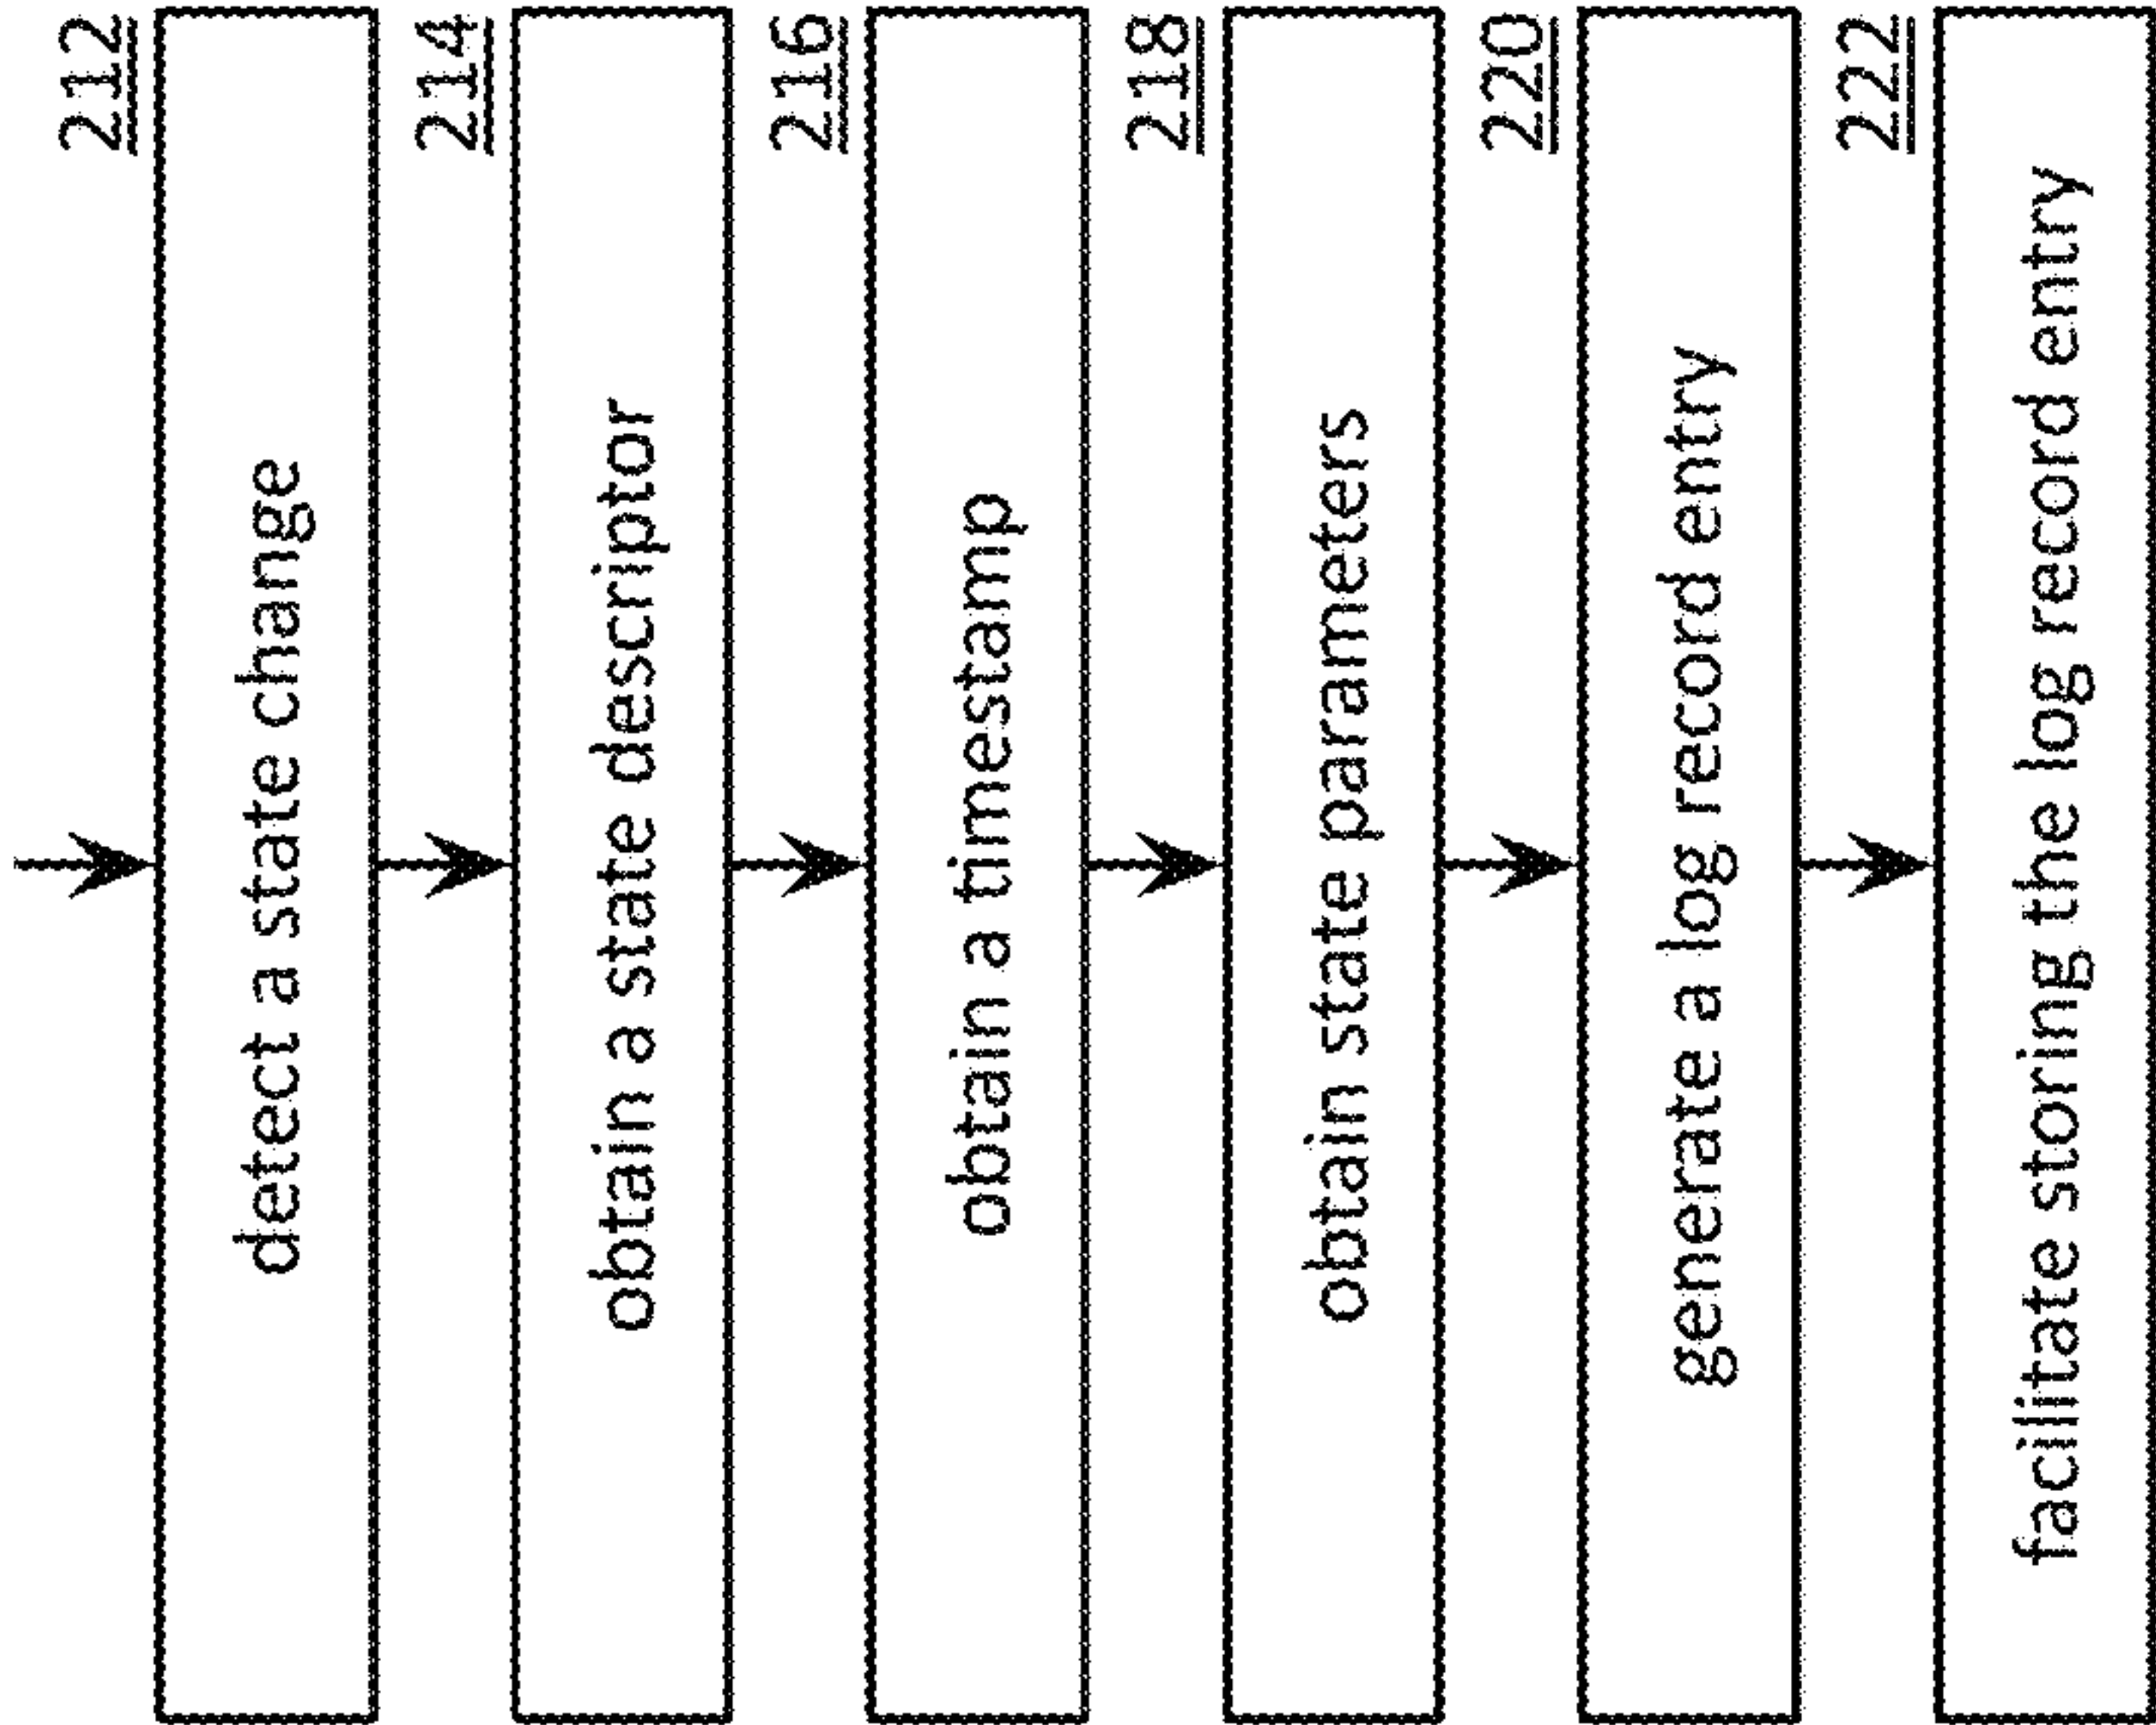 212
detect a state change
214
obtain a state descriptor
216
obtain a timestamp
218
obtain state parameters
220
generate a log record entry
222
facilitate storing the log record entry